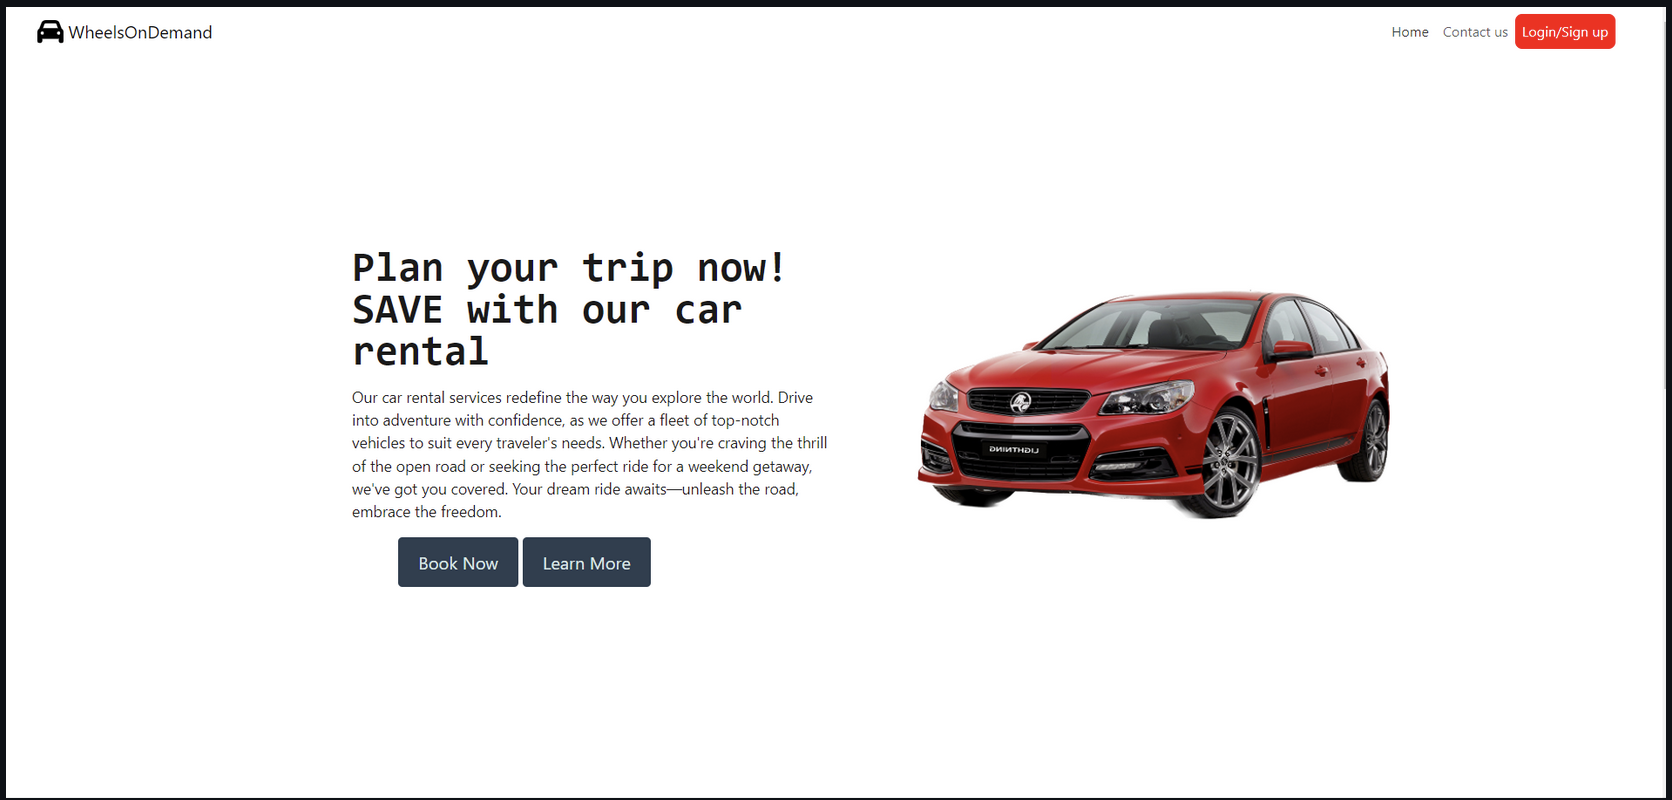 WheelsOnDemand
Home
Contact us
Login/Sign up
Plan your trip now!
SAVE with our car
rental
Our car rental services redefine the way you explore the world. Drive
into adventure with confidence, as we offer a fleet of top-notch
vehicles to suit every traveler's needs. Whether you're craving the thrill
of the open road or seeking the perfect ride for a weekend getaway,
we've got you covered. Your dream ride awaits—unleash the road,
embrace the freedom.
Book Now
Learn More
LIGHTNING